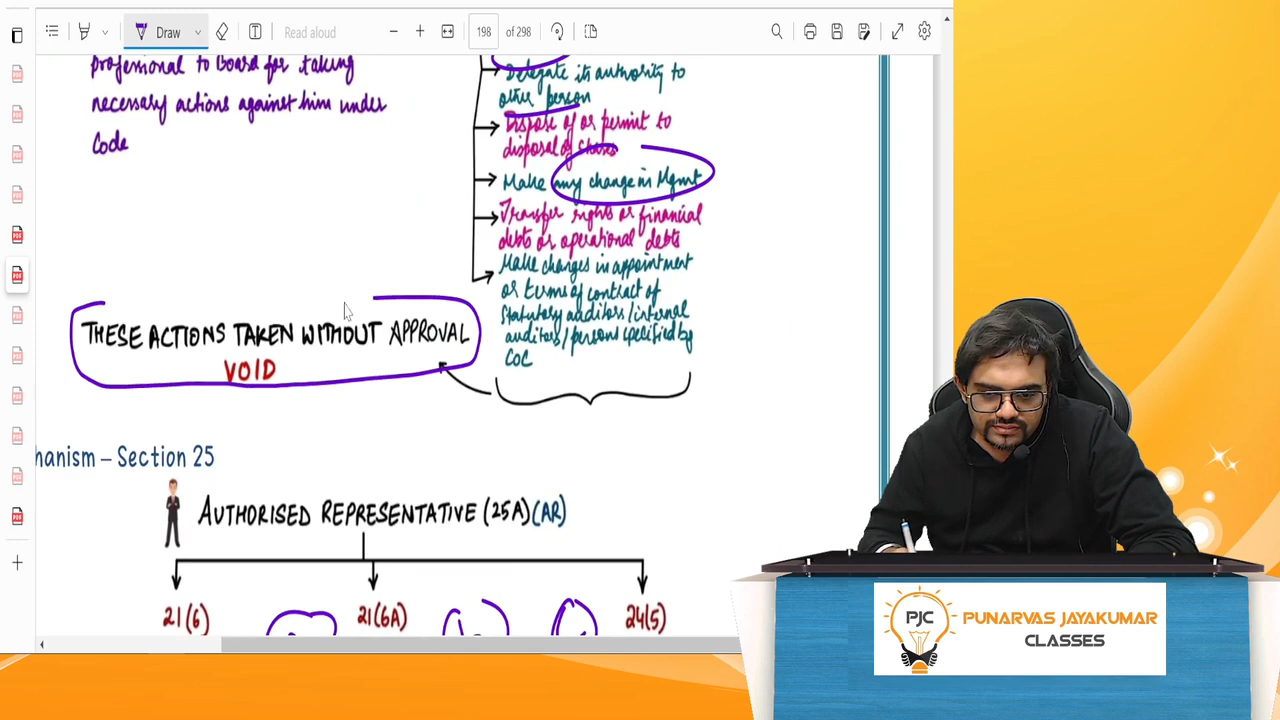 Draw
Read aloud
198
of 298
professional to Board for taking
necessary actions against him under
Code
Delegate its authority to
other person
Dispose of or permit to
disposal of shares
Make any change in Mgmt
Transfer rights or financial
debts or operational debts
Make changes in appointment
or terms of contract of
Statutory auditors/internal
auditors/persons specified by
COC
THESE ACTIONS TAKEN WITHOUT APPROVAL
VOID
hanism – Section 25
AUTHORISED REPRESENTATIVE (25A)(AR)
21(6)
21(6A)
24(5)
PJC
PUNARVAS JAYAKUMAR
CLASSES